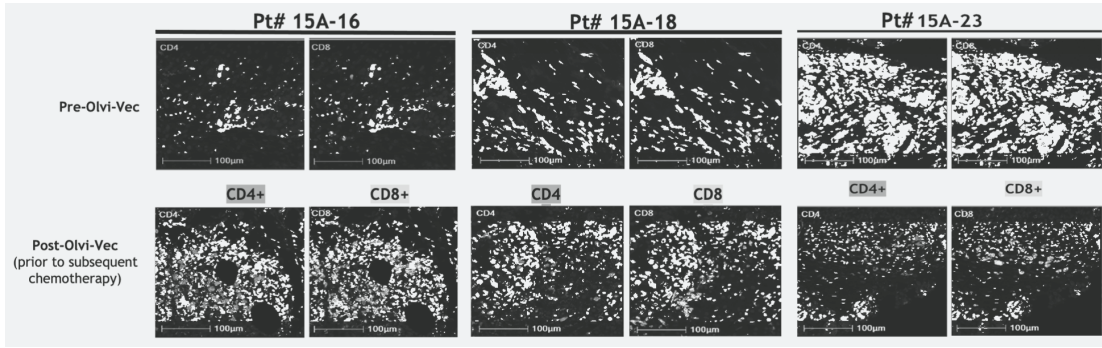 Pt# 15A-16
Pt# 15A-18
Pt# 15A-23
Pre-Olvi-Vec
CD4
CD8
CD4
CD8
CD4
CD8
100µm
100µm
100µm
100µm
100µm
100µm
CD4+
CD8+
CD4
CD8
CD4+
CD8+
Post-Olvi-Vec
(prior to subsequent
chemotherapy)
CD4
CD8
CD4
CD8
CD4
CD8
100µm
100µm
100µm
100µm
100µm
100µm